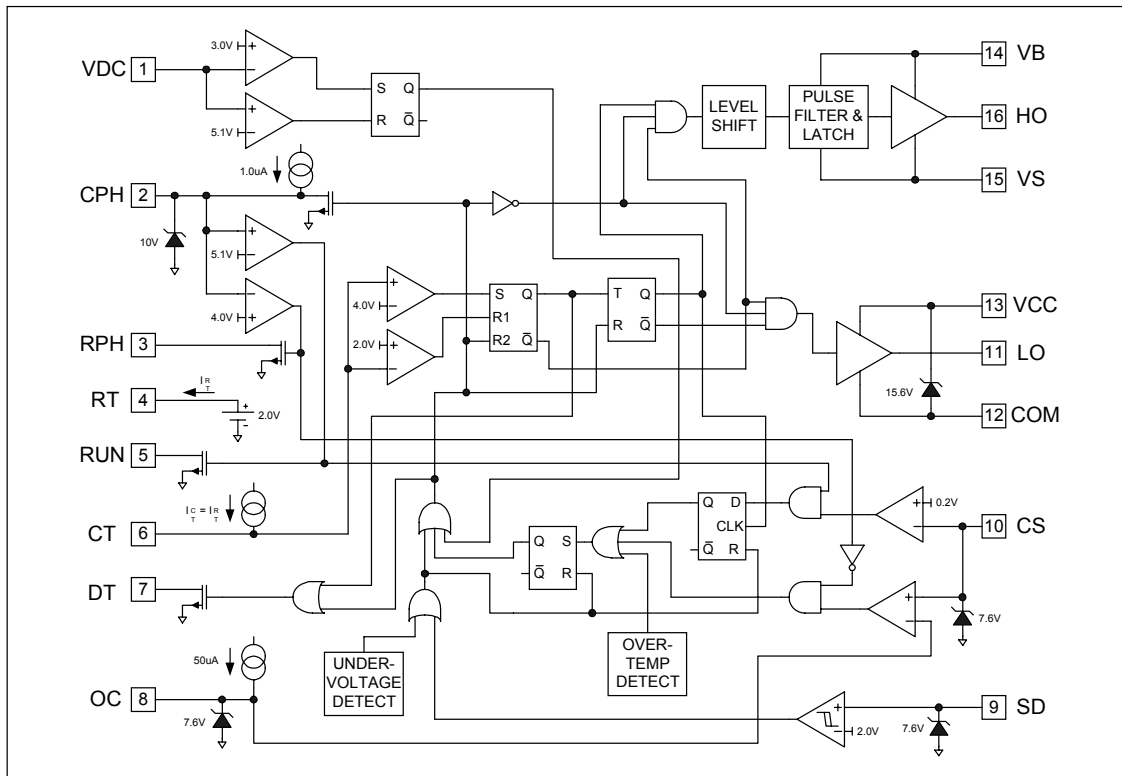 VDC 1
3.0V
+
−
+
−
5.1V
S Q
R Q̅
CPH 2
1.0uA
10V
+
−
5.1V
−
+
4.0V
RPH 3
RT 4
I R T
+
−
2.0V
RUN 5
CT 6
I C T = I R T
DT 7
OC 8
50uA
7.6V
+
−
4.0V
2.0V
+
−
S Q
R1
R2 Q̅
T Q
R Q̅
LEVEL
SHIFT
PULSE
FILTER &
LATCH
14 VB
16 HO
15 VS
13 VCC
11 LO
15.6V
12 COM
Q S
Q̅ R
Q D
CLK
Q̅ R
+
−
0.2V
10 CS
+
−
7.6V
UNDER-
VOLTAGE
DETECT
OVER-
TEMP
DETECT
+
−
2.0V
7.6V
9 SD